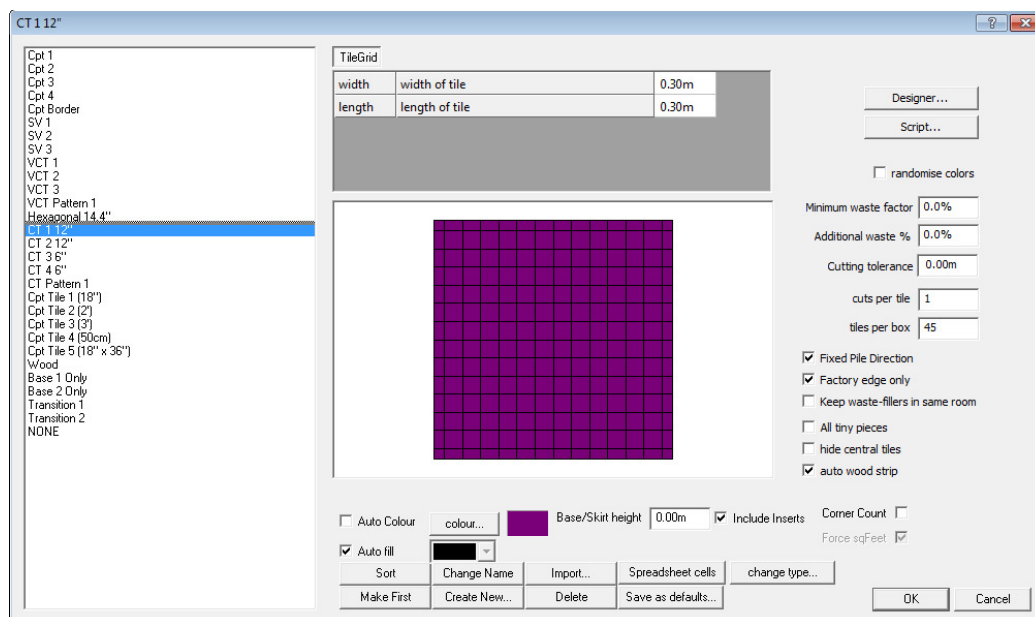 CT 1 12"
Cpt 1
Cpt 2
Cpt 3
Cpt 4
Cpt Border
SV 1
SV 2
SV 3
VCT 1
VCT 2
VCT 3
VCT Pattern 1
Hexagonal 14.4"
CT 1 12"
CT 2 12"
CT 3 6"
CT 4 6"
CT Pattern 1
Cpt Tile 1 (18")
Cpt Tile 2 (2')
Cpt Tile 3 (3')
Cpt Tile 4 (50cm)
Cpt Tile 5 (18" x 36")
Wood
Base 1 Only
Base 2 Only
Transition 1
Transition 2
NONE
TileGrid
width width of tile 0.30m
length length of tile 0.30m
Designer...
Script...
randomise colors
Minimum waste factor 0.0%
Additional waste % 0.0%
Cutting tolerance 0.00m
cuts per tile 1
tiles per box 45
Fixed Pile Direction
Factory edge only
Keep waste-fillers in same room
All tiny pieces
hide central tiles
auto wood strip
Auto Colour colour... Base/Skirt height 0.00m Include Inserts Corner Count
Auto fill Force sqFeet
Sort Change Name Import... Spreadsheet cells change type...
Make First Create New... Delete Save as defaults... OK Cancel